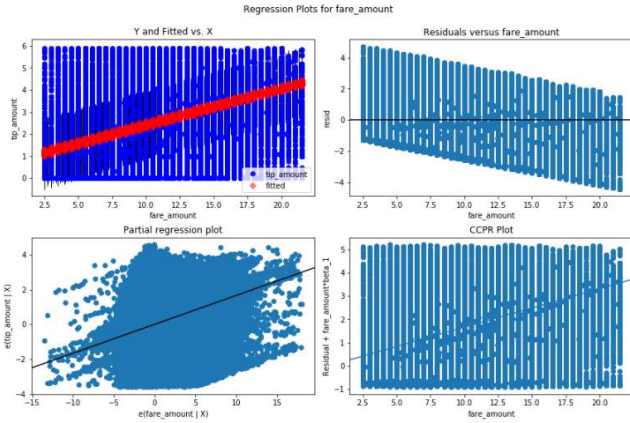 Regression Plots for fare_amount
Y and Fitted vs. X
tip_amount
6
5
4
3
2
1
0
2.5 5.0 7.5 10.0 12.5 15.0 17.5 20.0
fare_amount
tip_amount
fitted
Residuals versus fare_amount
resid
4
2
0
−2
−4
2.5 5.0 7.5 10.0 12.5 15.0 17.5 20.0
fare_amount
Partial regression plot
e(tip_amount | X)
4
2
0
−2
−4
−15 −10 −5 0 5 10 15
e(fare_amount | X)
CCPR Plot
Residual + fare_amount*beta_1
5
4
3
2
1
0
−1
2.5 5.0 7.5 10.0 12.5 15.0 17.5 20.0
fare_amount